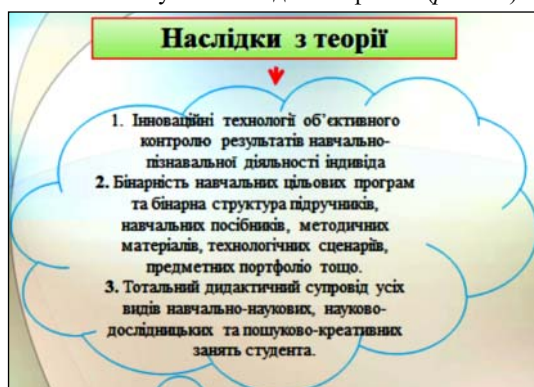 Наслідки з теорії
1. Інноваційні технології об’єктивного
контролю результатів навчально-
пізнавальної діяльності індивіда
2. Бінарність навчальних цільових програм
та бінарна структура підручників,
навчальних посібників, методичних
матеріалів, технологічних сценаріїв,
предметних портфоліо тощо.
3. Тотальний дидактичний супровід усіх
видів навчально-наукових, науково-
дослідницьких та пошуково-креативних
занять студента.